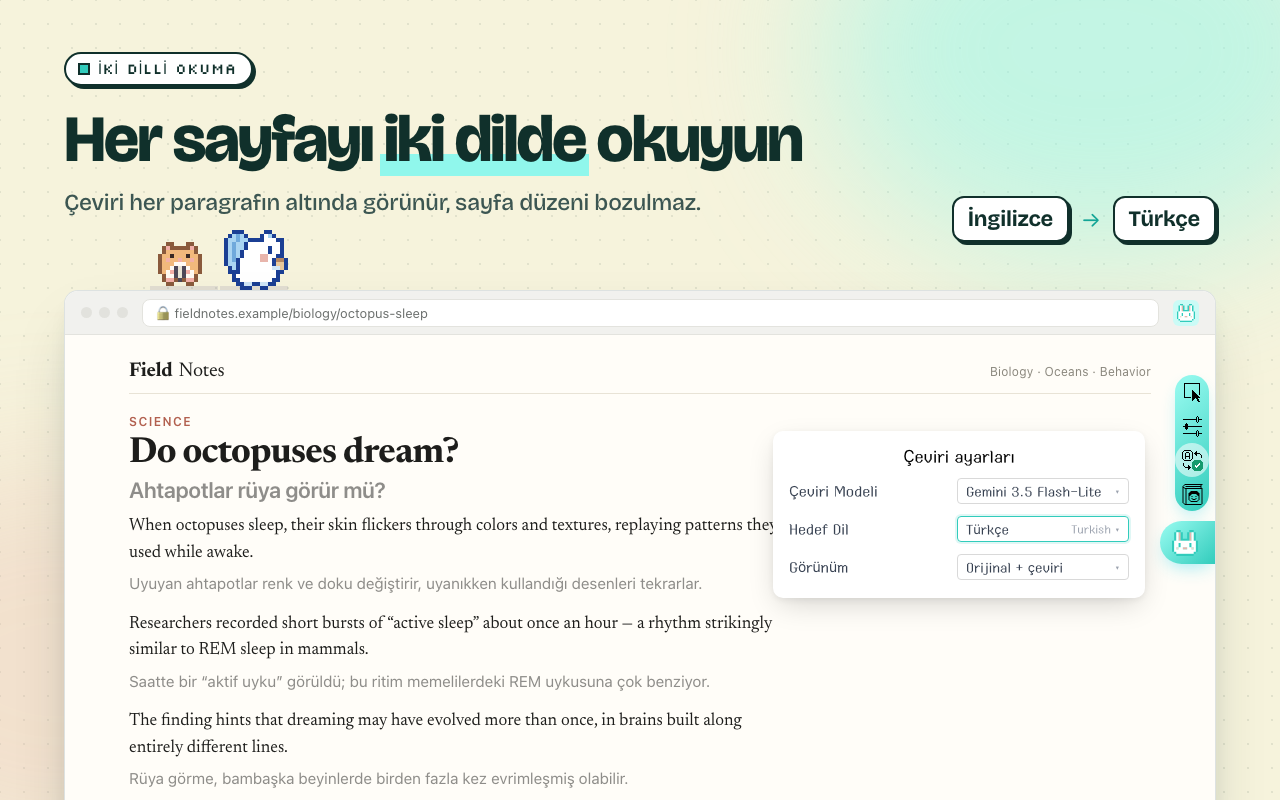 İKİ DİLLİ OKUMA
Her sayfayı iki dilde okuyun
Çeviri her paragrafın altında görünür, sayfa düzeni bozulmaz.
İngilizce → Türkçe
fieldnotes.example/biology/octopus-sleep
Field Notes
Biology · Oceans · Behavior
SCIENCE
Do octopuses dream?
Ahtapotlar rüya görür mü?
When octopuses sleep, their skin flickers through colors and textures, replaying patterns they
used while awake.
Uyuyan ahtapotlar renk ve doku değiştirir, uyanıkken kullandığı desenleri tekrarlar.
Researchers recorded short bursts of “active sleep” about once an hour — a rhythm strikingly
similar to REM sleep in mammals.
Saatte bir “aktif uyku” görüldü; bu ritim memelilerdeki REM uykusuna çok benziyor.
The finding hints that dreaming may have evolved more than once, in brains built along
entirely different lines.
Rüya görme, bambaşka beyinlerde birden fazla kez evrimleşmiş olabilir.
Çeviri ayarları
Çeviri Modeli Gemini 3.5 Flash-Lite
Hedef Dil Türkçe Turkish
Görünüm Orijinal + çeviri